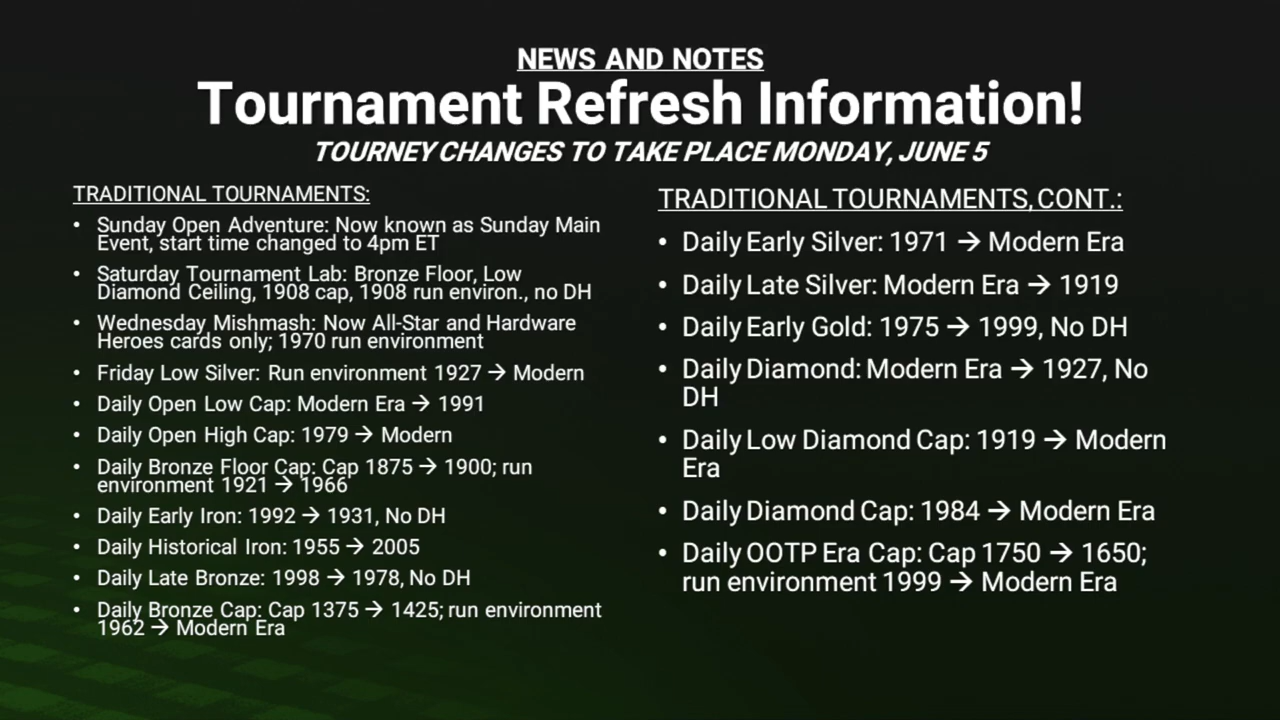 NEWS AND NOTES
Tournament Refresh Information!
TOURNEY CHANGES TO TAKE PLACE MONDAY, JUNE 5
TRADITIONAL TOURNAMENTS:
• Sunday Open Adventure: Now known as Sunday Main
Event, start time changed to 4pm ET
• Saturday Tournament Lab: Bronze Floor, Low
Diamond Ceiling, 1908 cap, 1908 run environ., no DH
• Wednesday Mishmash: Now All-Star and Hardware
Heroes cards only; 1970 run environment
• Friday Low Silver: Run environment 1927 → Modern
• Daily Open Low Cap: Modern Era → 1991
• Daily Open High Cap: 1979 → Modern
• Daily Bronze Floor Cap: Cap 1875 → 1900; run
environment 1921 → 1966
• Daily Early Iron: 1992 → 1931, No DH
• Daily Historical Iron: 1955 → 2005
• Daily Late Bronze: 1998 → 1978, No DH
• Daily Bronze Cap: Cap 1375 → 1425; run environment
1962 → Modern Era
TRADITIONAL TOURNAMENTS, CONT.:
• Daily Early Silver: 1971 → Modern Era
• Daily Late Silver: Modern Era → 1919
• Daily Early Gold: 1975 → 1999, No DH
• Daily Diamond: Modern Era → 1927, No
DH
• Daily Low Diamond Cap: 1919 → Modern
Era
• Daily Diamond Cap: 1984 → Modern Era
• Daily OOTP Era Cap: Cap 1750 → 1650;
run environment 1999 → Modern Era